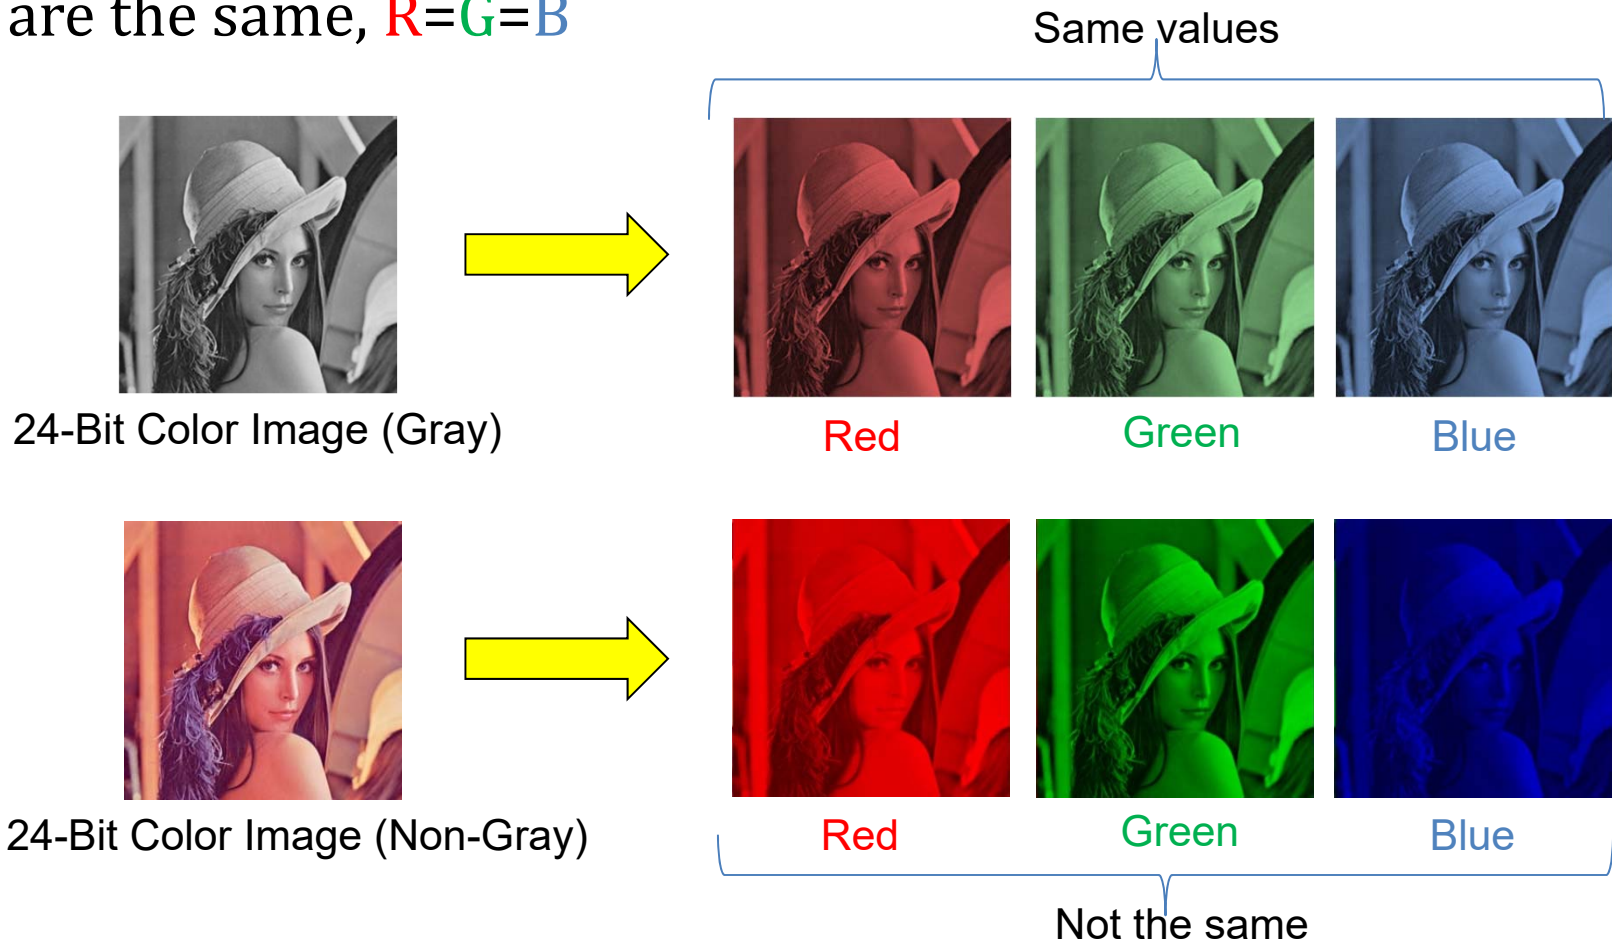 are the same, R=G=B
Same values
24-Bit Color Image (Gray)
Red
Green
Blue
24-Bit Color Image (Non-Gray)
Red
Green
Blue
Not the same